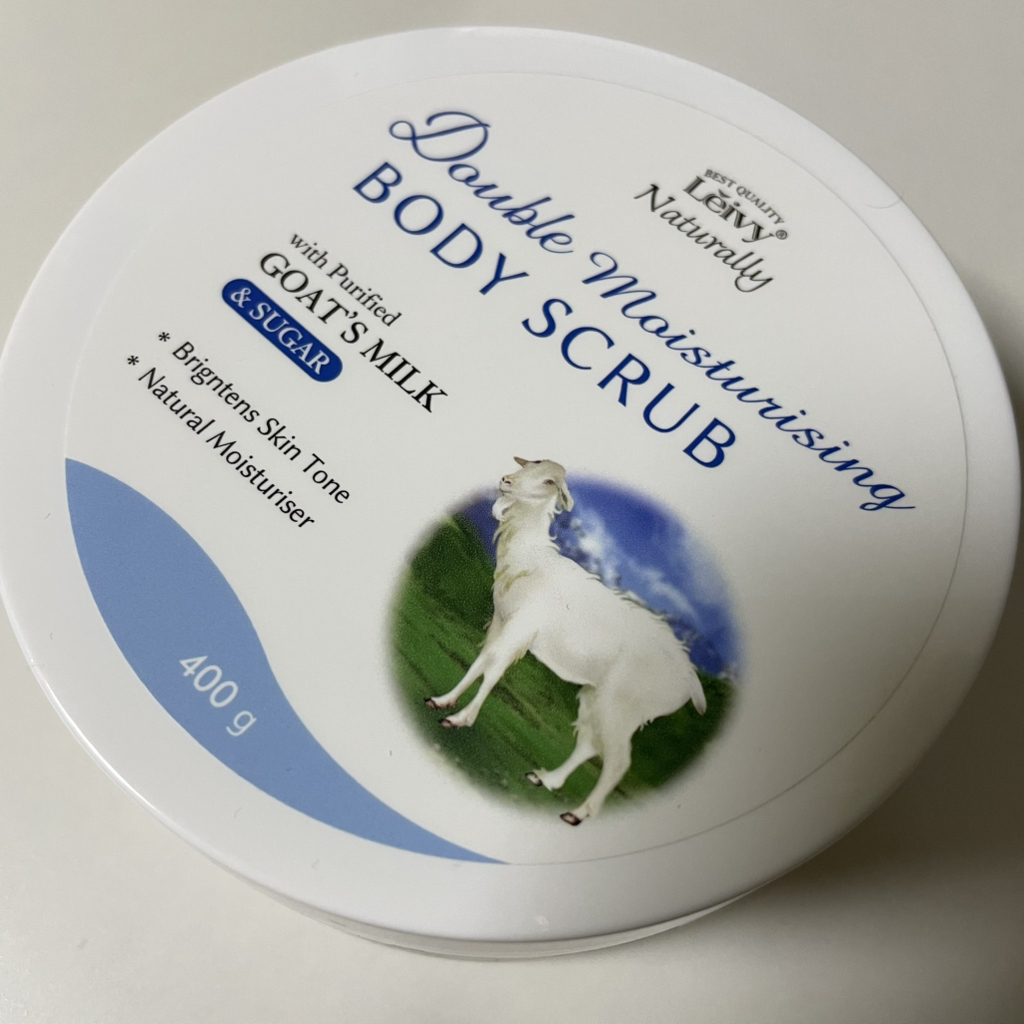 BEST QUALITY
Leivy®
Naturally
Double Moisturising
BODY SCRUB
with Purified
GOAT'S MILK
& SUGAR
* Brigntens Skin Tone
* Natural Moisturiser
400 g